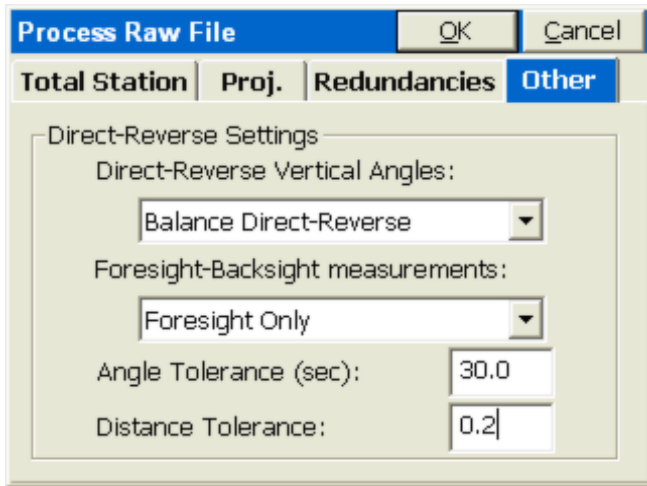 Process Raw File OK Cancel
Total Station Proj. Redundancies Other
Direct-Reverse Settings
Direct-Reverse Vertical Angles:
Balance Direct-Reverse
Foresight-Backsight measurements:
Foresight Only
Angle Tolerance (sec): 30.0
Distance Tolerance: 0.2